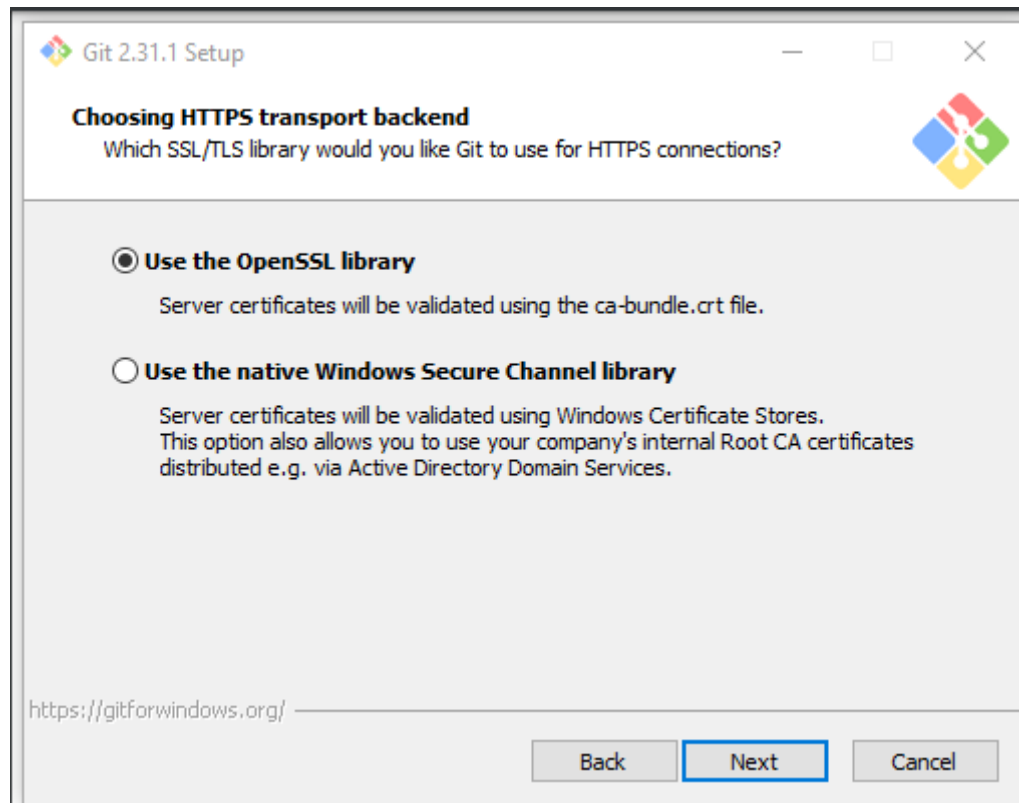 Git 2.31.1 Setup
Choosing HTTPS transport backend
Which SSL/TLS library would you like Git to use for HTTPS connections?
Use the OpenSSL library
Server certificates will be validated using the ca-bundle.crt file.
Use the native Windows Secure Channel library
Server certificates will be validated using Windows Certificate Stores.
This option also allows you to use your company's internal Root CA certificates
distributed e.g. via Active Directory Domain Services.
https://gitforwindows.org/
Back Next Cancel